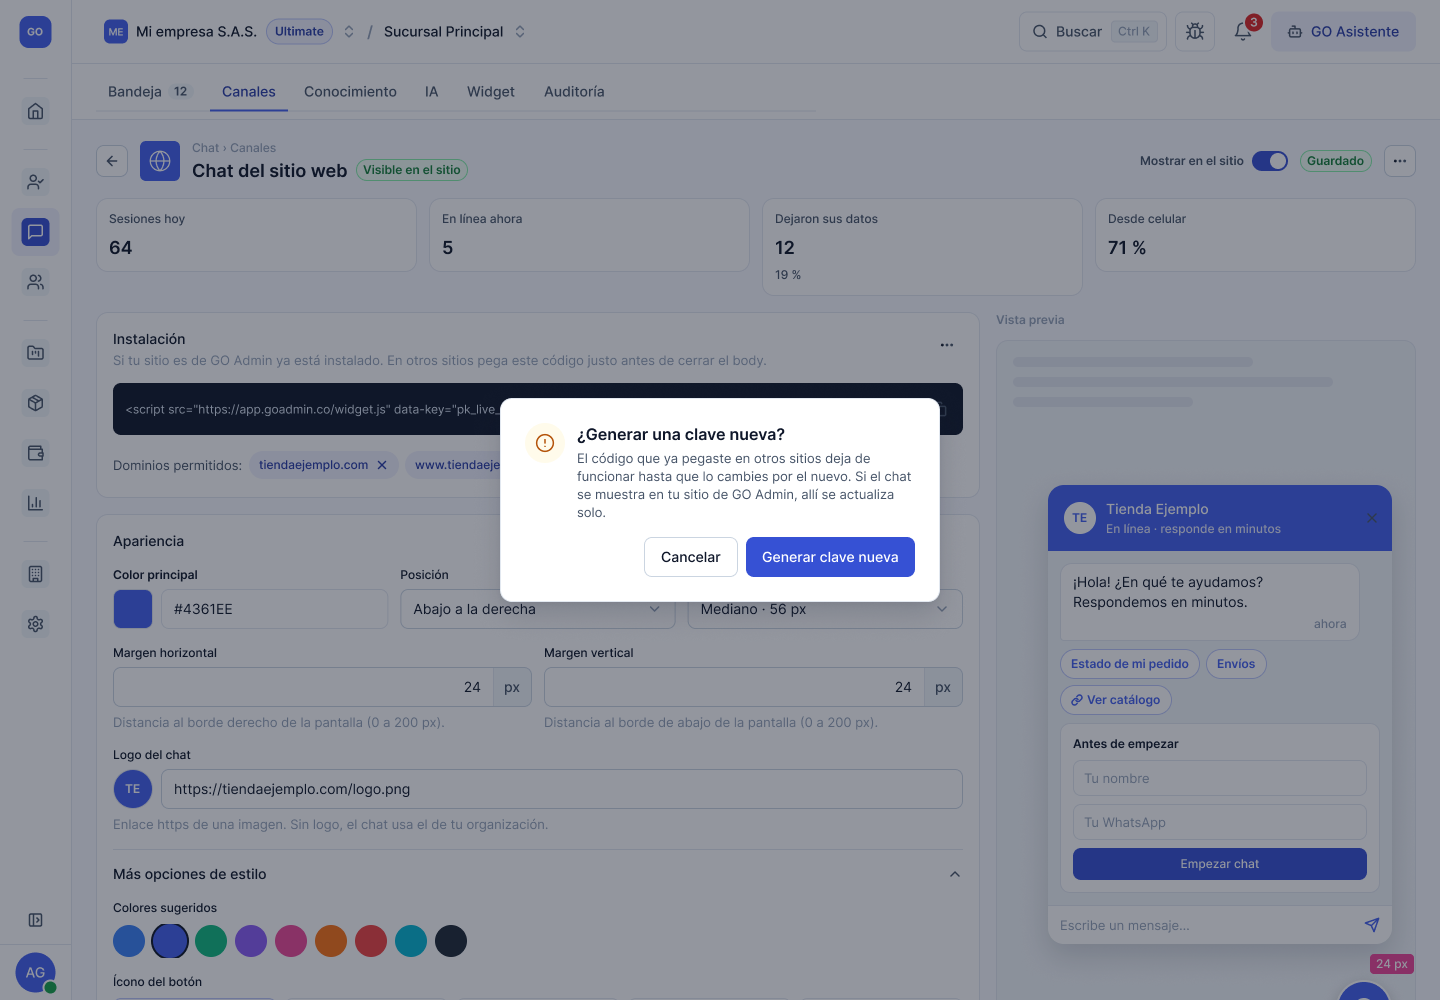 GO
ME Mi empresa S.A.S. Ultimate / Sucursal Principal
Buscar Ctrl K
3
GO Asistente
Bandeja 12 Canales Conocimiento IA Widget Auditoría
Chat › Canales
Chat del sitio web Visible en el sitio
Mostrar en el sitio Guardado
Sesiones hoy
64
En línea ahora
5
Dejaron sus datos
12
19 %
Desde celular
71 %
Instalación
Si tu sitio es de GO Admin ya está instalado. En otros sitios pega este código justo antes de cerrar el body.
<script src="https://app.goadmin.co/widget.js" data-key="pk_live_
Dominios permitidos: tiendaejemplo.com www.tiendaeje
¿Generar una clave nueva?
El código que ya pegaste en otros sitios deja de
funcionar hasta que lo cambies por el nuevo. Si el chat
se muestra en tu sitio de GO Admin, allí se actualiza
solo.
Cancelar Generar clave nueva
Apariencia
Color principal
#4361EE
Posición
Abajo a la derecha
Mediano · 56 px
Margen horizontal
24 px
Distancia al borde derecho de la pantalla (0 a 200 px).
Margen vertical
24 px
Distancia al borde de abajo de la pantalla (0 a 200 px).
Logo del chat
TE https://tiendaejemplo.com/logo.png
Enlace https de una imagen. Sin logo, el chat usa el de tu organización.
Más opciones de estilo
Colores sugeridos
Ícono del botón
AG
Vista previa
TE
Tienda Ejemplo
En línea · responde en minutos
¡Hola! ¿En qué te ayudamos?
Respondemos en minutos.
ahora
Estado de mi pedido Envíos
Ver catálogo
Antes de empezar
Tu nombre
Tu WhatsApp
Empezar chat
Escribe un mensaje...
24 px